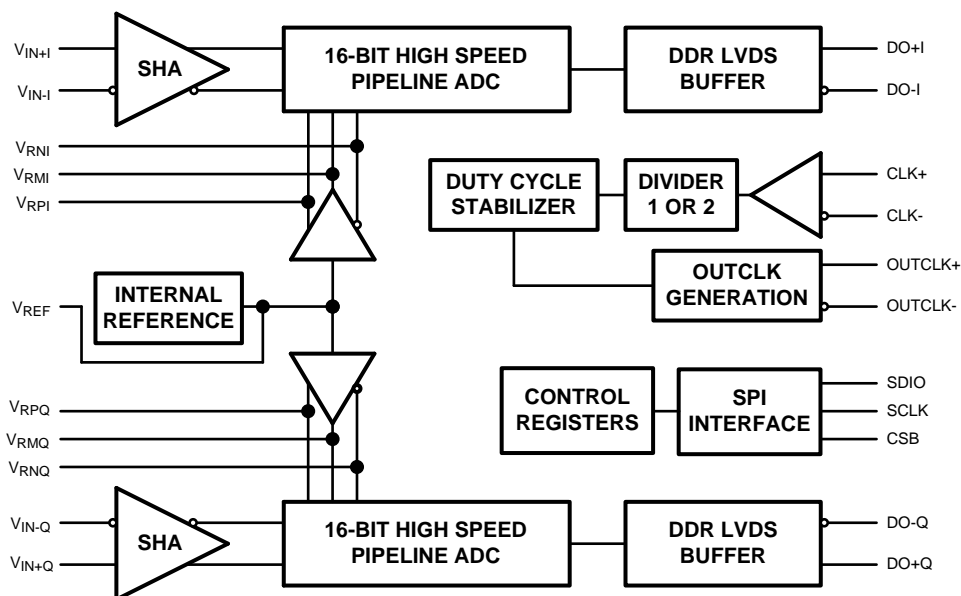 VIN+I
VIN-I
SHA
16-BIT HIGH SPEED
PIPELINE ADC
DDR LVDS
BUFFER
DO+I
DO-I
VRNI
VRMI
VRPI
DUTY CYCLE
STABILIZER
DIVIDER
1 OR 2
CLK+
CLK-
OUTCLK
GENERATION
OUTCLK+
OUTCLK-
VREF
INTERNAL
REFERENCE
VRPQ
VRMQ
VRNQ
CONTROL
REGISTERS
SPI
INTERFACE
SDIO
SCLK
CSB
VIN-Q
VIN+Q
SHA
16-BIT HIGH SPEED
PIPELINE ADC
DDR LVDS
BUFFER
DO-Q
DO+Q